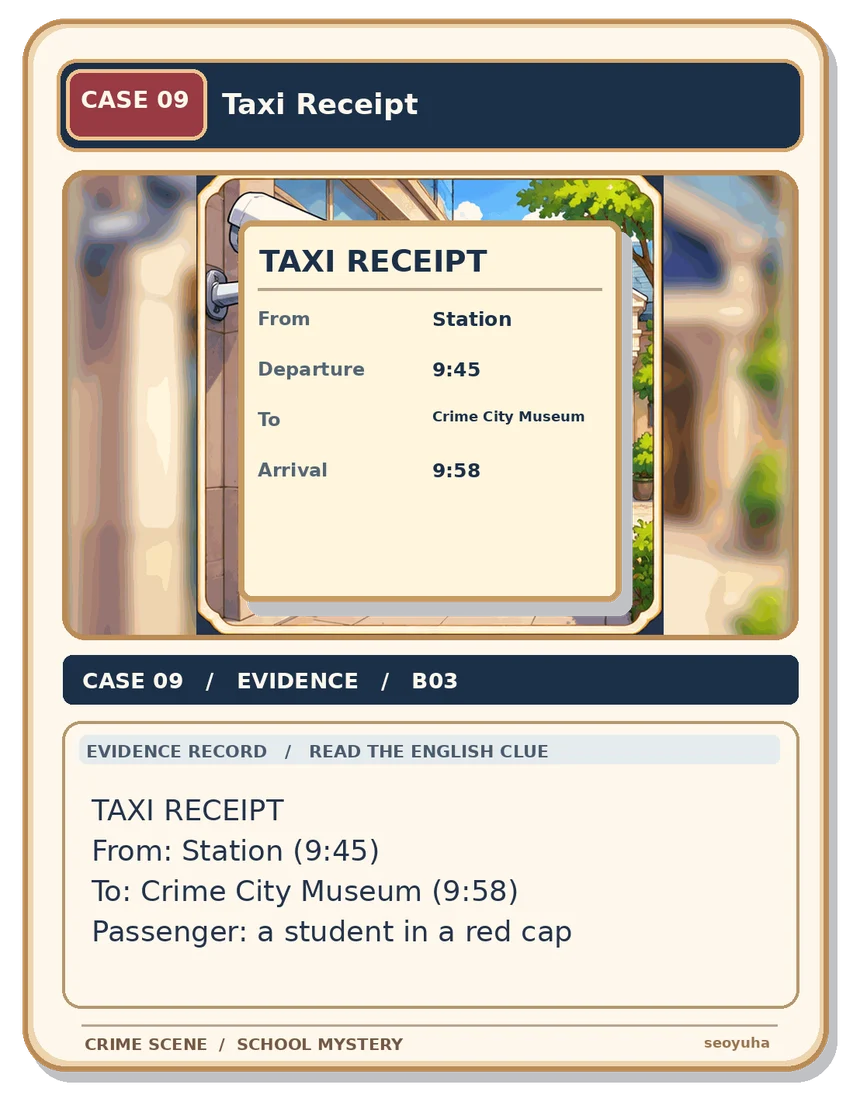 CASE 09 Taxi Receipt
TAXI RECEIPT
From Station
Departure 9:45
To Crime City Museum
Arrival 9:58
CASE 09 / EVIDENCE / B03
EVIDENCE RECORD / READ THE ENGLISH CLUE
TAXI RECEIPT
From: Station (9:45)
To: Crime City Museum (9:58)
Passenger: a student in a red cap
CRIME SCENE / SCHOOL MYSTERY seoyuha